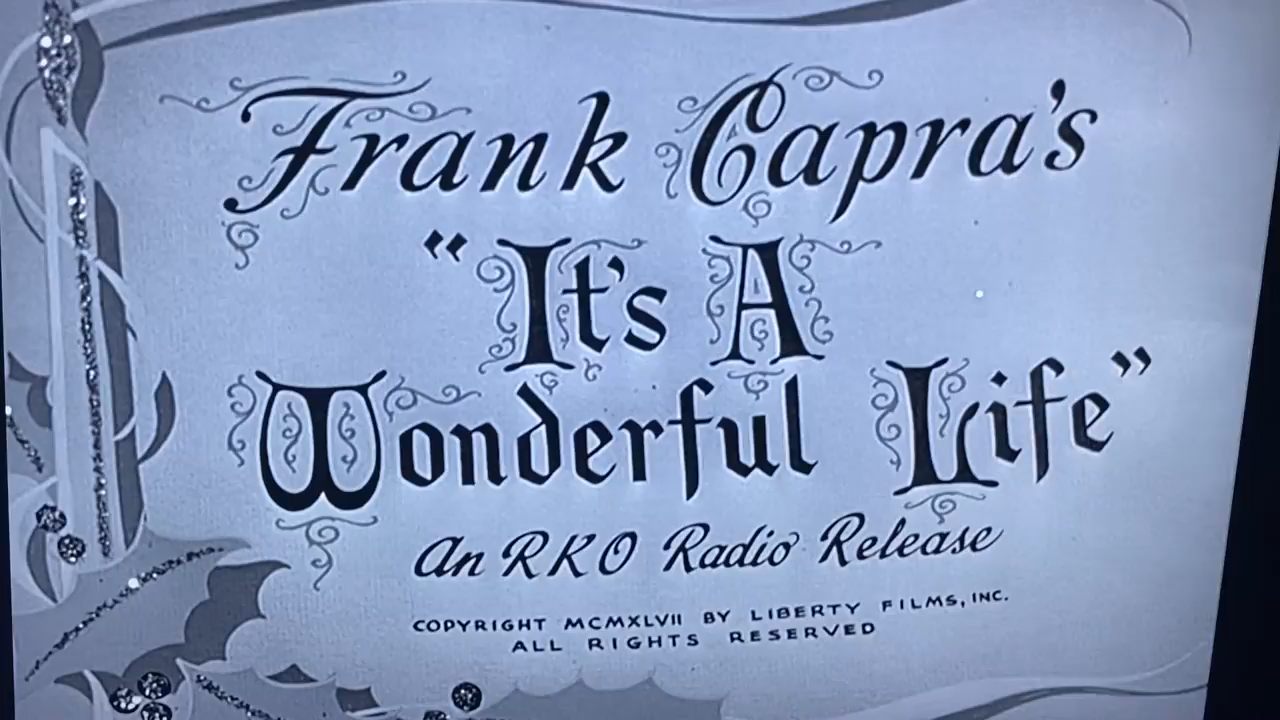 Frank Capra's
"It's A
Wonderful Life"
An RKO Radio Release
COPYRIGHT MCMXLVII BY LIBERTY FILMS, INC.
ALL RIGHTS RESERVED